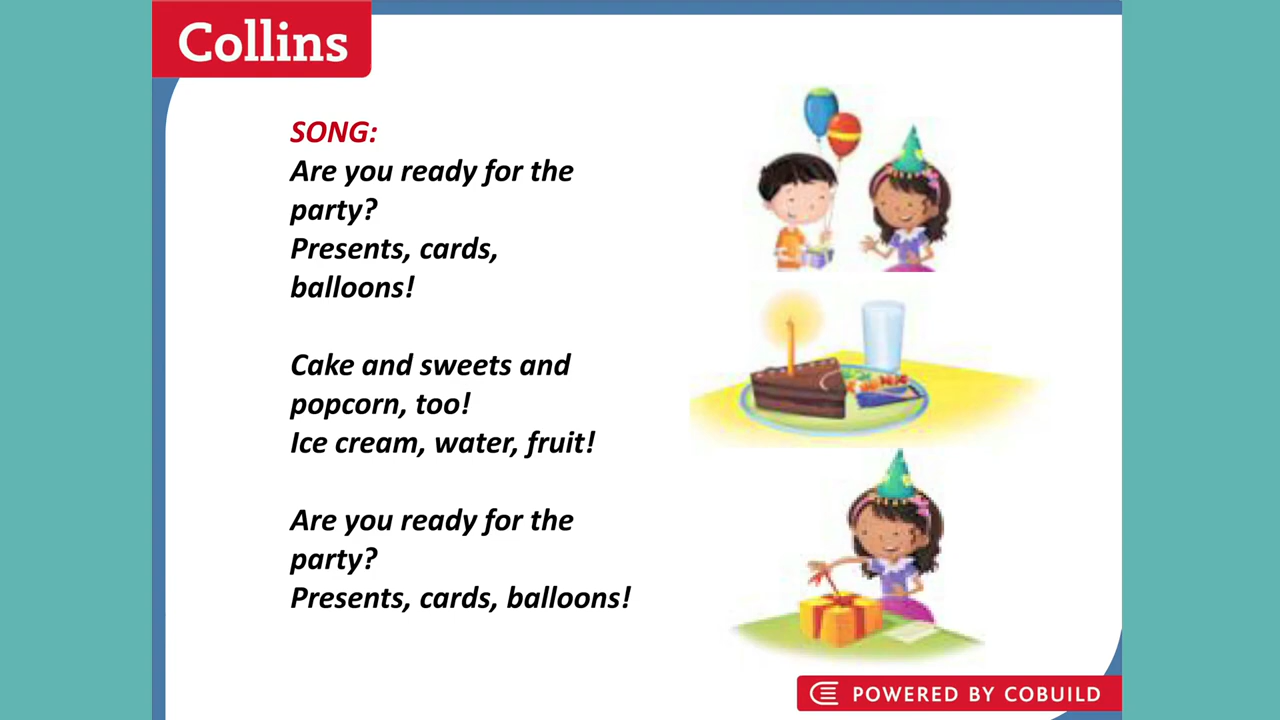 Collins
SONG:
Are you ready for the
party?
Presents, cards,
balloons!
Cake and sweets and
popcorn, too!
Ice cream, water, fruit!
Are you ready for the
party?
Presents, cards, balloons!
POWERED BY COBUILD